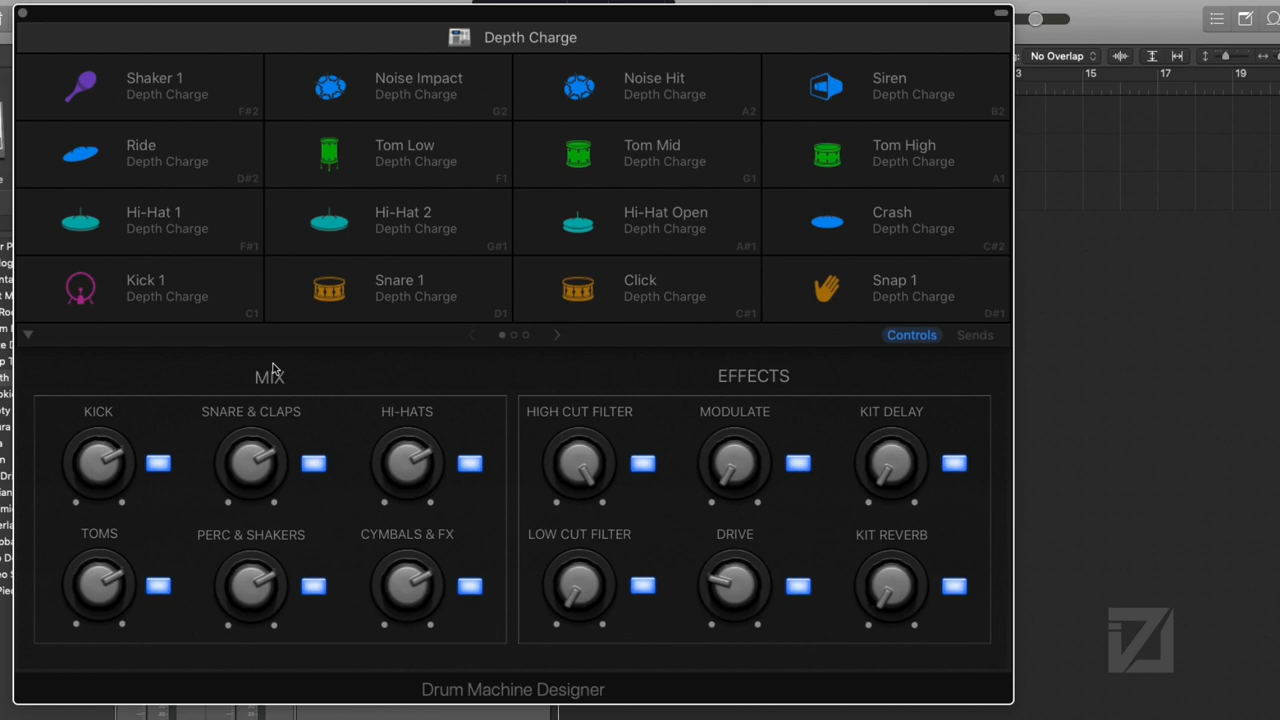 Depth Charge
No Overlap
3 15 17 19
Shaker 1
Depth Charge
F#2
Noise Impact
Depth Charge
G2
Noise Hit
Depth Charge
A2
Siren
Depth Charge
B2
Ride
Depth Charge
D#2
Tom Low
Depth Charge
F1
Tom Mid
Depth Charge
G1
Tom High
Depth Charge
A1
Hi-Hat 1
Depth Charge
F#1
Hi-Hat 2
Depth Charge
G#1
Hi-Hat Open
Depth Charge
A#1
Crash
Depth Charge
C#2
Kick 1
Depth Charge
C1
Snare 1
Depth Charge
D1
Click
Depth Charge
C#1
Snap 1
Depth Charge
D#1
Controls Sends
MIX
KICK SNARE & CLAPS HI-HATS
TOMS PERC & SHAKERS CYMBALS & FX
EFFECTS
HIGH CUT FILTER MODULATE KIT DELAY
LOW CUT FILTER DRIVE KIT REVERB
Drum Machine Designer